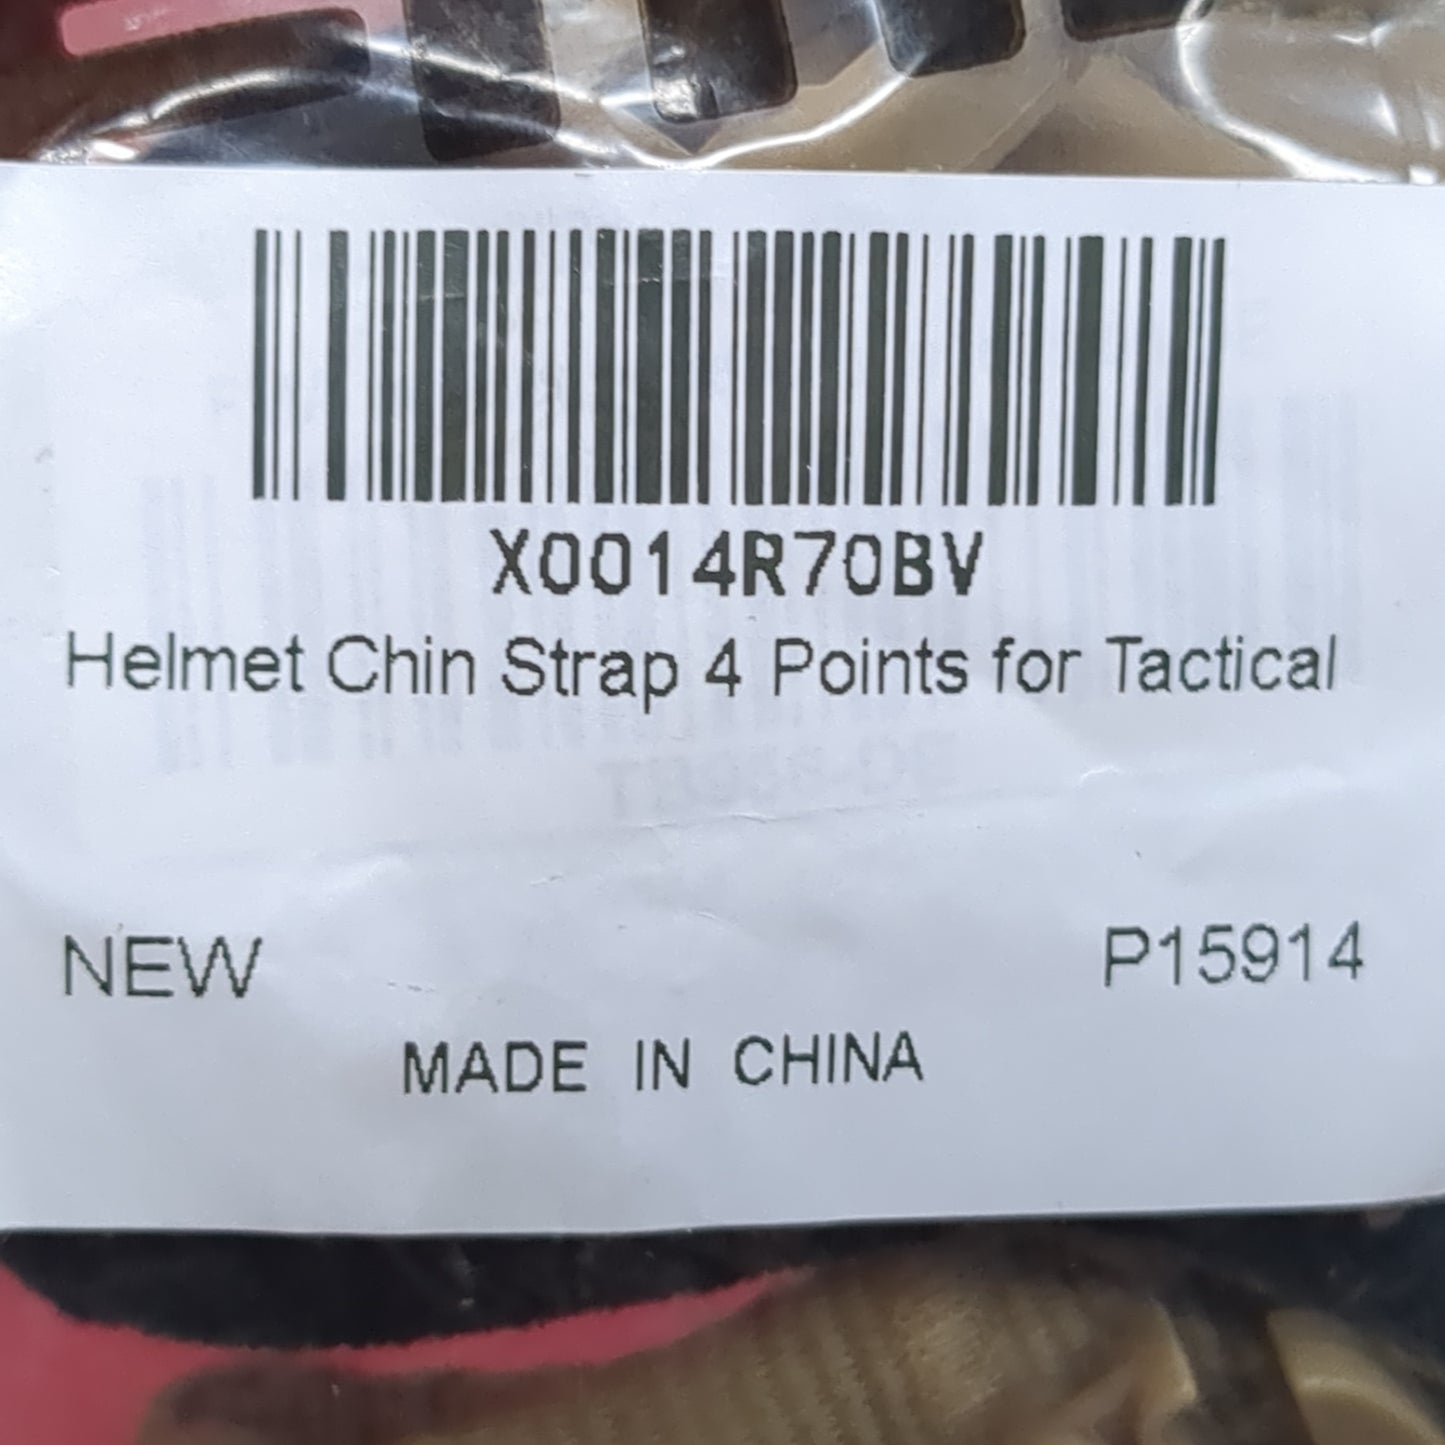 X0014R70BV
Helmet Chin Strap 4 Points for Tactical
NEW
P15914
MADE IN CHINA